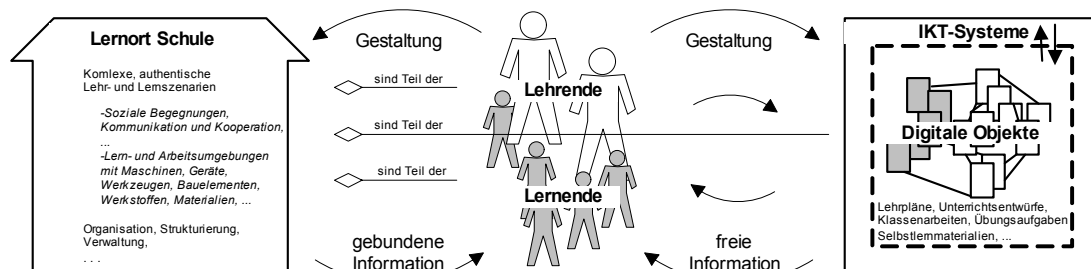 Lernort Schule
Komlexe, authentische
Lehr- und Lernszenarien
-Soziale Begegnungen,
Kommunikation und Kooperation,
...
-Lern- und Arbeitsumgebungen
mit Maschinen, Geräte,
Werkzeugen, Bauelementen,
Werkstoffen, Materialien, ...
Organisation, Strukturierung,
Verwaltung,
. . .
Gestaltung
sind Teil der
sind Teil der
sind Teil der
gebundene
Information
Lehrende
Lernende
Gestaltung
freie
Information
IKT-Systeme
Digitale Objekte
Lehrpläne, Unterrichtsentwürfe,
Klassenarbeiten, Übungsaufgaben
Selbstlernmaterialien, ...